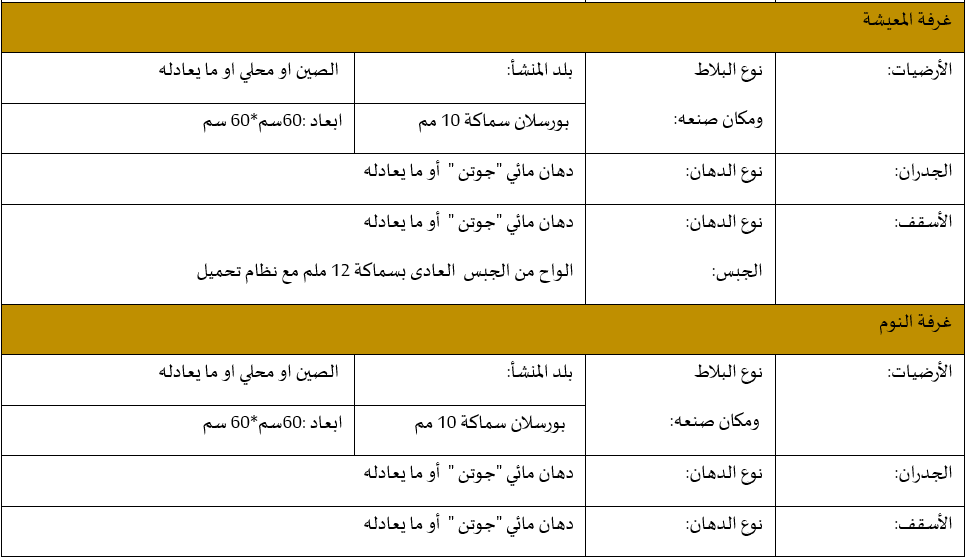 غرفة المعيشة
الأرضيات:
نوع البلاط
ومكان صنعه:
بلد المنشأ:
الصين او محلي او ما يعادله
بورسلان سماكة 10 مم
ابعاد :60سم*60 سم
الجدران:
نوع الدهان:
دهان مائي "جوتن " أو ما يعادله
الأسقف:
نوع الدهان:
دهان مائي "جوتن " أو ما يعادله
الجبس:
الواح من الجبس العادى بسماكة 12 ملم مع نظام تحميل
غرفة النوم
الأرضيات:
نوع البلاط
ومكان صنعه:
بلد المنشأ:
الصين او محلي او ما يعادله
بورسلان سماكة 10 مم
ابعاد :60سم*60 سم
الجدران:
نوع الدهان:
دهان مائي "جوتن " أو ما يعادله
الأسقف:
نوع الدهان:
دهان مائي "جوتن " أو ما يعادله